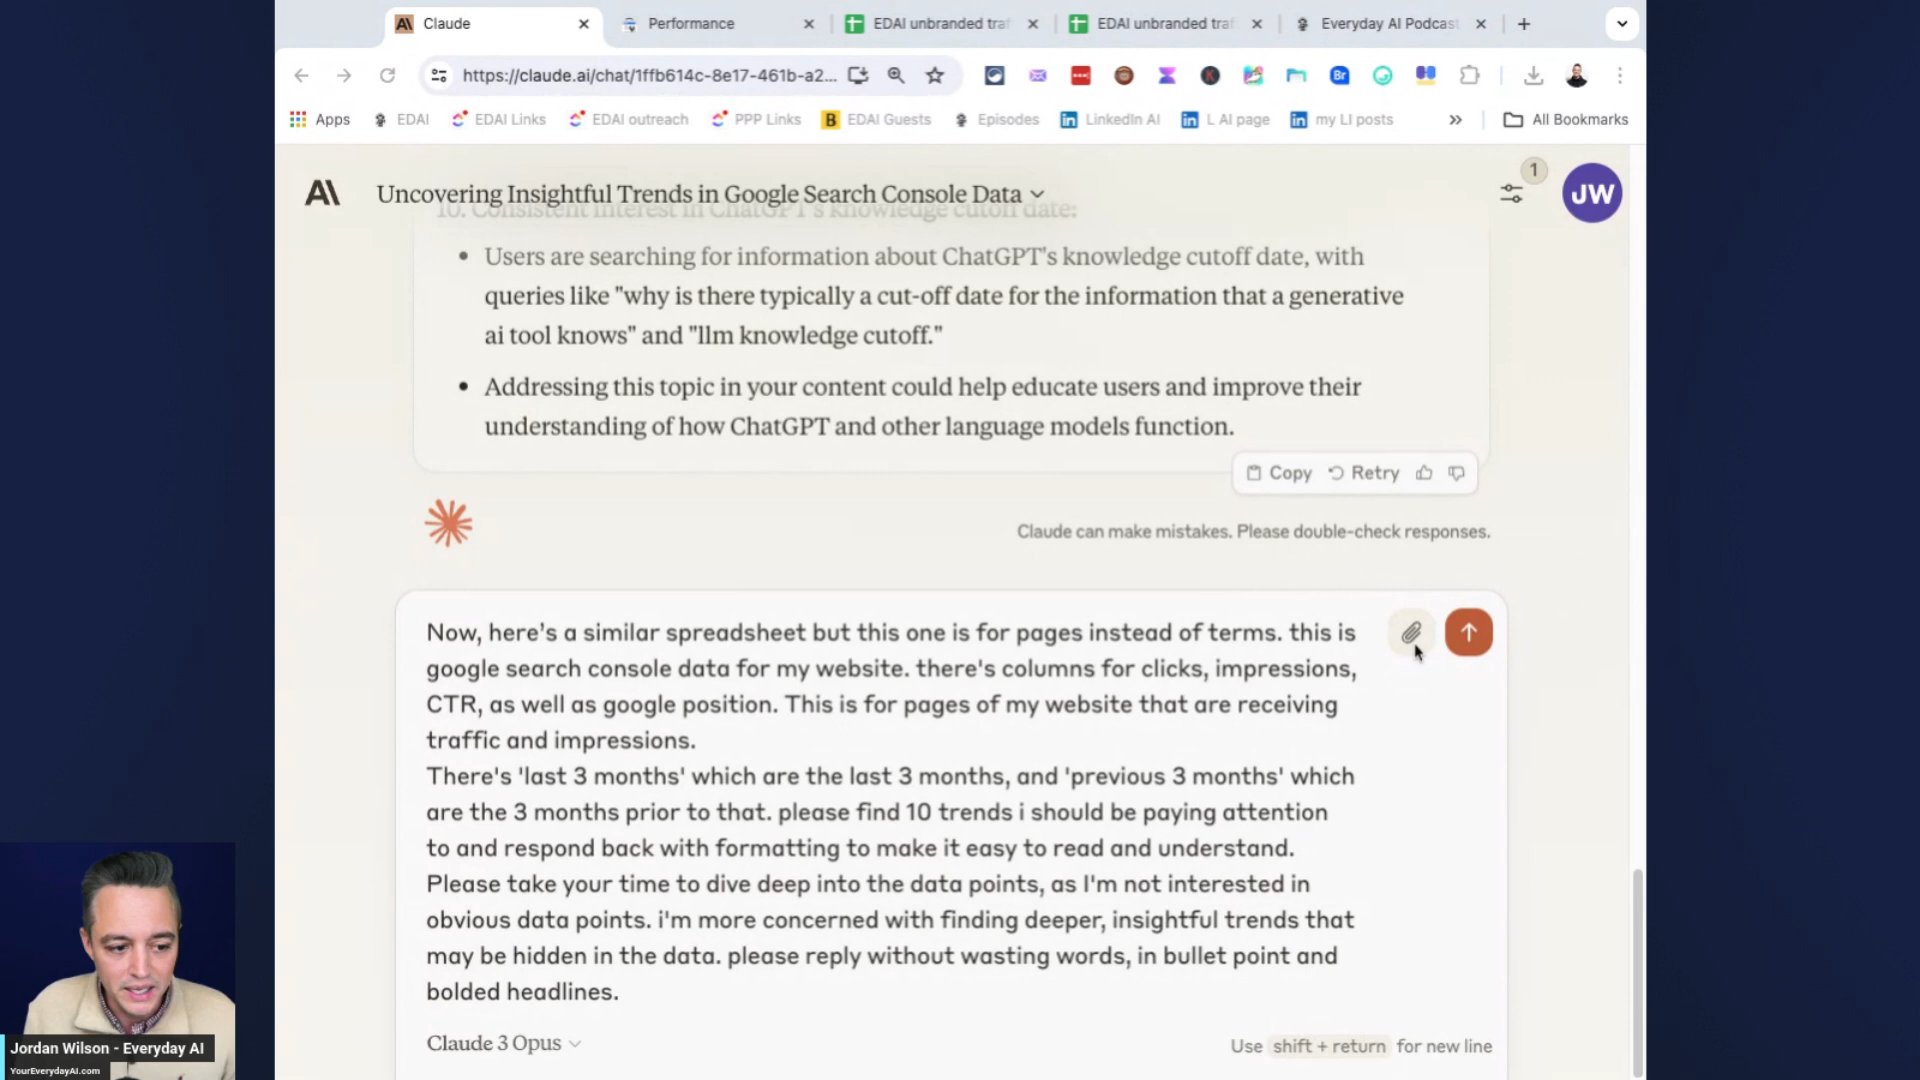 Claude
Performance
EDAI unbranded tra
EDAI unbranded traf
Everyday AI Podcast
https://claude.ai/chat/1ffb614c-8e17-461b-a2...
Br
K
Apps
EDAI
EDAI Links
EDAI outreach
PPP Links
B
EDAI Guests
Episodes
LinkedIn AI
L AI page
my LI posts
All Bookmarks
Uncovering Insightful Trends in Google Search Console Data
1
JW
10. Consistent interest in ChatGPT's knowledge cutoff date:
Users are searching for information about ChatGPT's knowledge cutoff date, with
queries like "why is there typically a cut-off date for the information that a generative
ai tool knows" and "llm knowledge cutoff."
Addressing this topic in your content could help educate users and improve their
understanding of how ChatGPT and other language models function.
Copy
Retry
Claude can make mistakes. Please double-check responses.
Now, here's a similar spreadsheet but this one is for pages instead of terms. this is
google search console data for my website. there's columns for clicks, impressions,
CTR, as well as google position. This is for pages of my website that are receiving
traffic and impressions.
There's 'last 3 months' which are the last 3 months, and 'previous 3 months' which
are the 3 months prior to that. please find 10 trends i should be paying attention
to and respond back with formatting to make it easy to read and understand.
Please take your time to dive deep into the data points, as I'm not interested in
obvious data points. i'm more concerned with finding deeper, insightful trends that
may be hidden in the data. please reply without wasting words, in bullet point and
bolded headlines.
Claude 3 Opus
Use shift + return for new line
Jordan Wilson - Everyday AI
YourEverydayAI.com